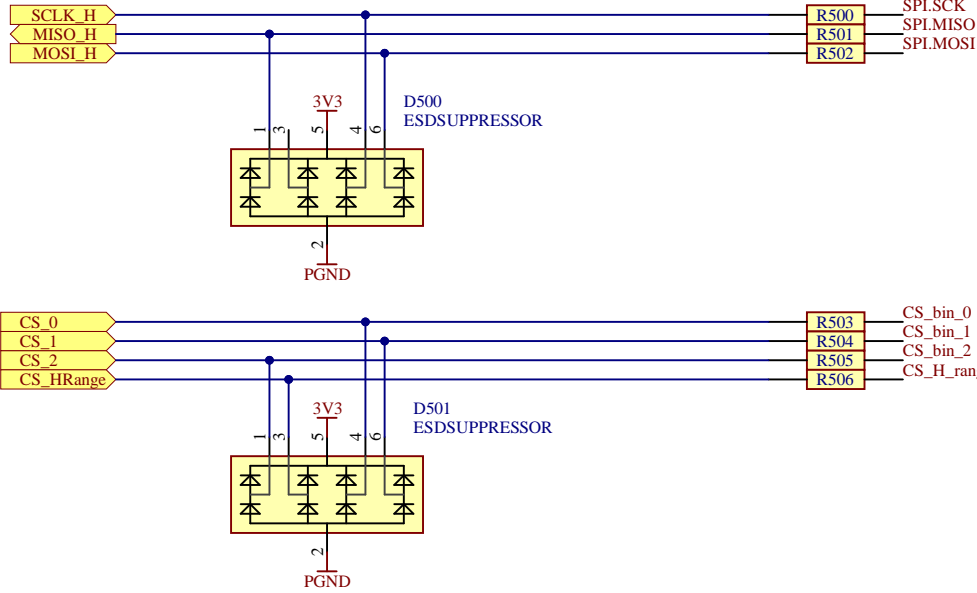 SCLK_H R500 SPI.SCK
MISO_H R501 SPI.MISO
MOSI_H R502 SPI.MOSI
3V3 D500
ESDSUPPRESSOR
1 3 5 4 6
2
PGND
CS_0 R503 CS_bin_0
CS_1 R504 CS_bin_1
CS_2 R505 CS_bin_2
CS_HRange R506 CS_H_ran
3V3 D501
ESDSUPPRESSOR
1 3 5 4 6
2
PGND